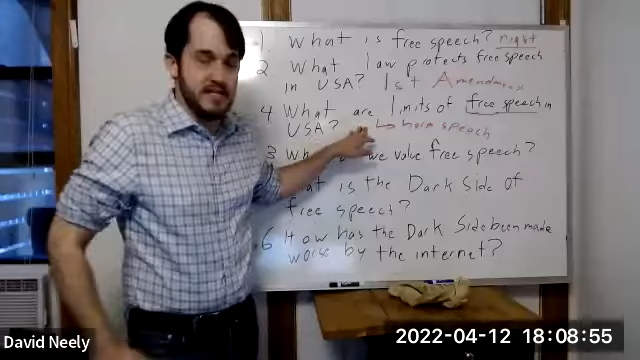 1. What is free speech? right
2 What law protects free speech
in USA? 1st Amendment
4 What are limits of free speech in
USA? ↳ harm speech
3 we value free speech?
is the Dark Side of
free speech?
6 How has the Dark Side been made
worse by the internet?
David Neely
2022-04-12 18:08:55